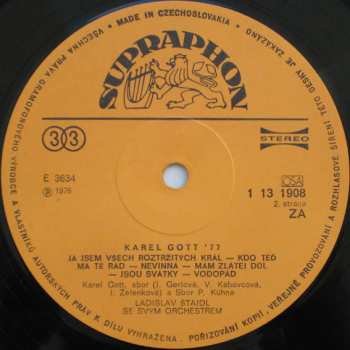 • MADE IN CZECHOSLOVAKIA •
VŠECHNA PRÁVA GRAMOFONOVÉHO VÝROBCE A VLASTNÍKŮ AUTORSKÝCH PRÁV K DÍLU VYHRAZENA. POŘIZOVÁNÍ KOPIÍ, VEŘEJNÉ PROVOZOVÁNÍ A ROZHLASOVÉ ŠÍŘENÍ TÉTO DESKY JE ZAKÁZÁNO
SUPRAPHON
33
STEREO
E 3634
Ⓟ 1976
ČSA
1 13 1908
2. strana
ZA
KAREL GOTT '77
JÁ JSEM VŠECH ROZTRŽITÝCH KRÁL — KDO TEĎ
MÁ TĚ RÁD — NEVINNÁ — MÁM ZLATEJ DŮL
— JSOU SVÁTKY — VODOPÁD
Karel Gott, sbor (J. Gerlová, V. Kahovcová,
J. Zelenková) a Sbor P. Kühna
LADISLAV ŠTAIDL
SE SVÝM ORCHESTREM